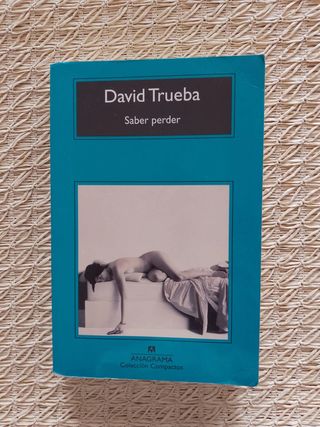 David Trueba
Saber perder
ANAGRAMA
Colección Compactos